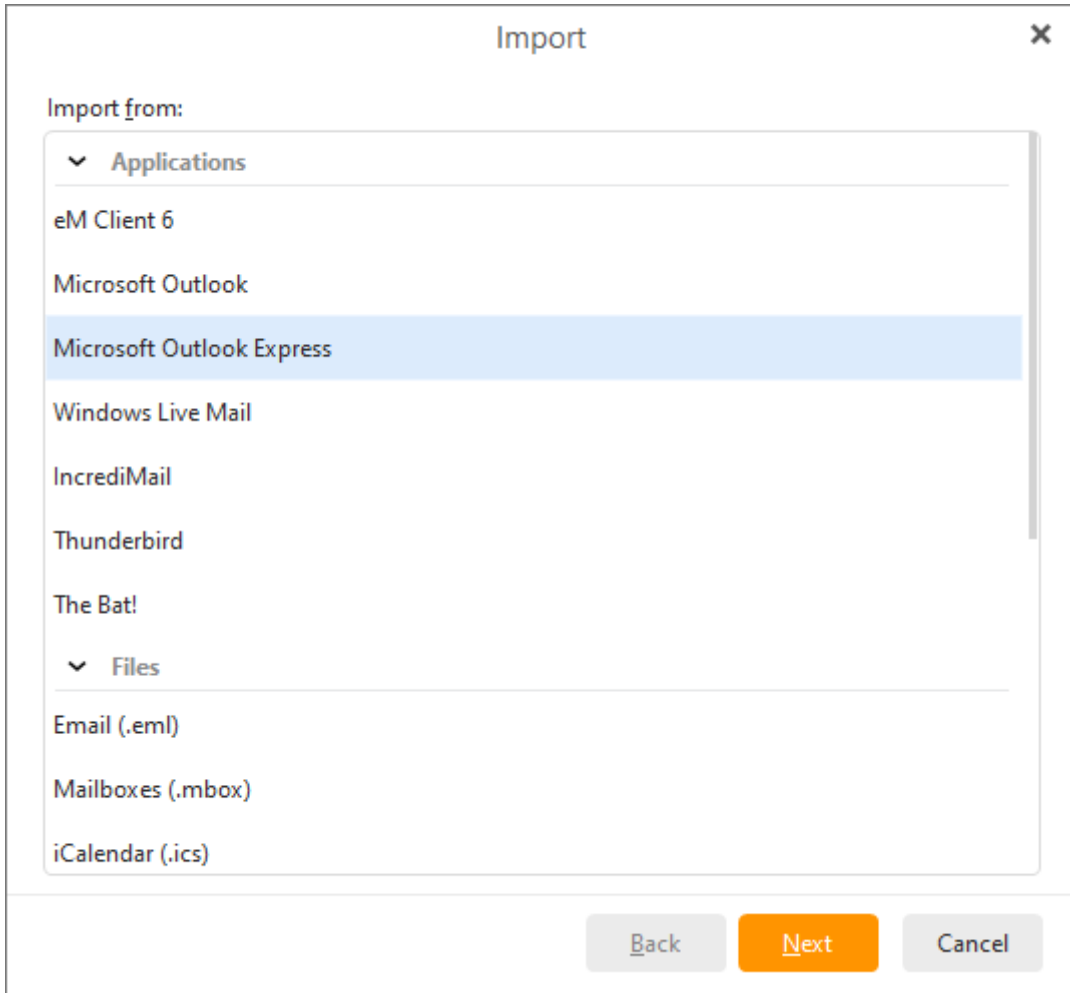 Import
Import from:
Applications
eM Client 6
Microsoft Outlook
Microsoft Outlook Express
Windows Live Mail
IncrediMail
Thunderbird
The Bat!
Files
Email (.eml)
Mailboxes (.mbox)
iCalendar (.ics)
Back Next Cancel